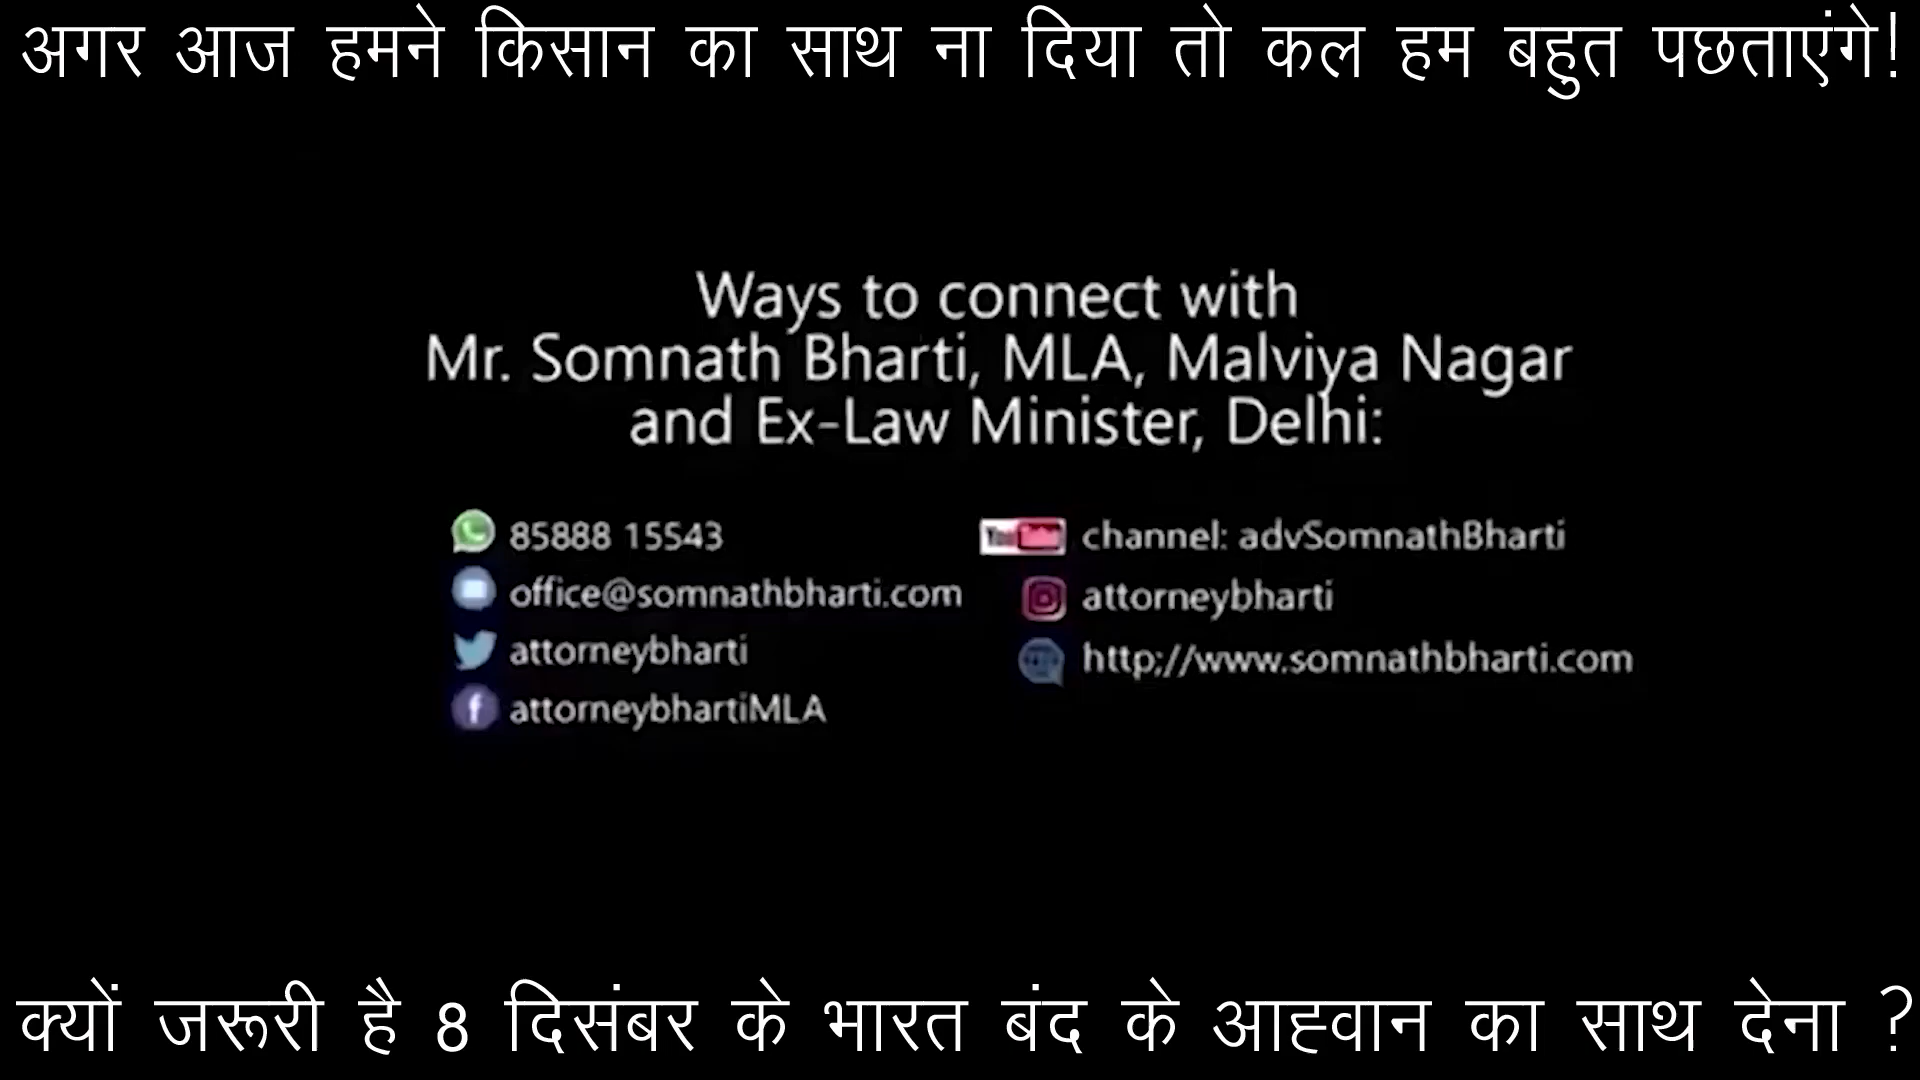 अगर आज हमने किसान का साथ ना दिया तो कल हम बहुत पछताएंगे!
Ways to connect with
Mr. Somnath Bharti, MLA, Malviya Nagar
and Ex-Law Minister, Delhi:
85888 15543
office@somnathbharti.com
attorneybharti
attorneybhartiMLA
channel: advSomnathBharti
attorneybharti
http;//www.somnathbharti.com
क्यों जरूरी है 8 दिसंबर के भारत बंद के आह्वान का साथ देना ?